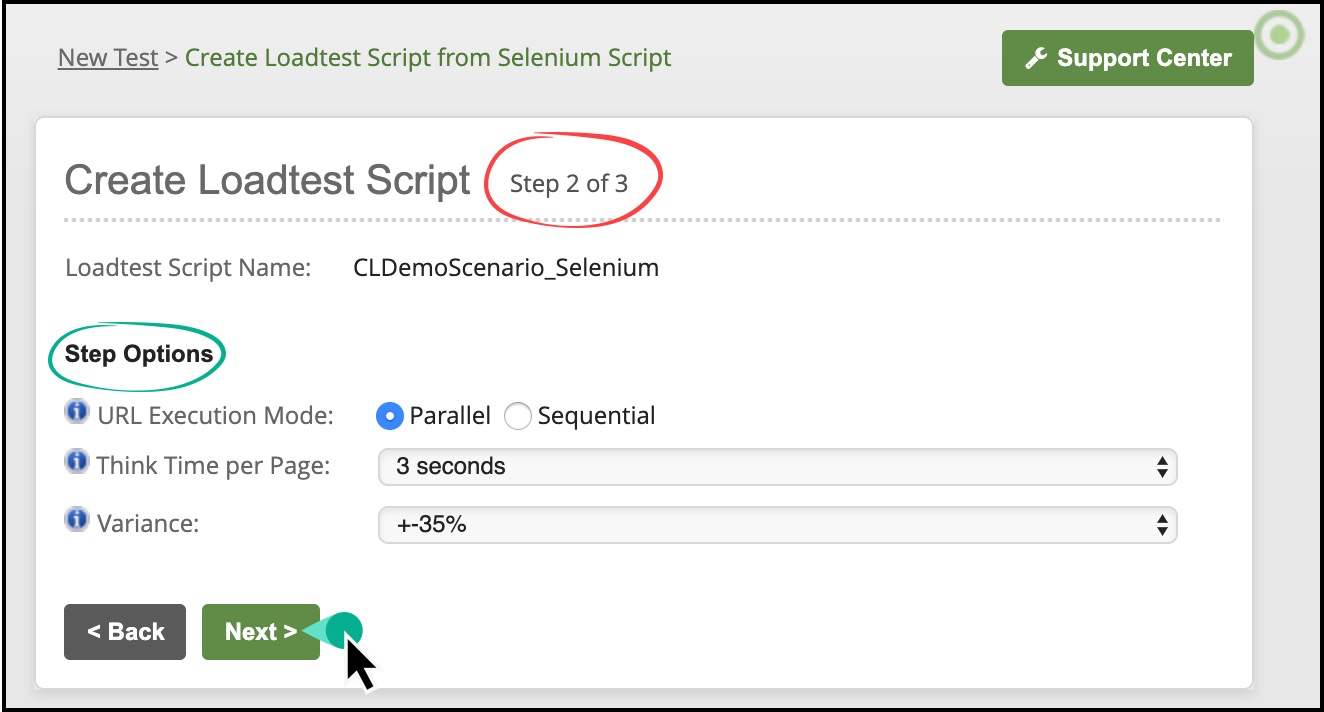 New Test > Create Loadtest Script from Selenium Script
Support Center
Create Loadtest Script Step 2 of 3
Loadtest Script Name: CLDemoScenario_Selenium
Step Options
URL Execution Mode: Parallel Sequential
Think Time per Page: 3 seconds
Variance: +-35%
< Back Next >